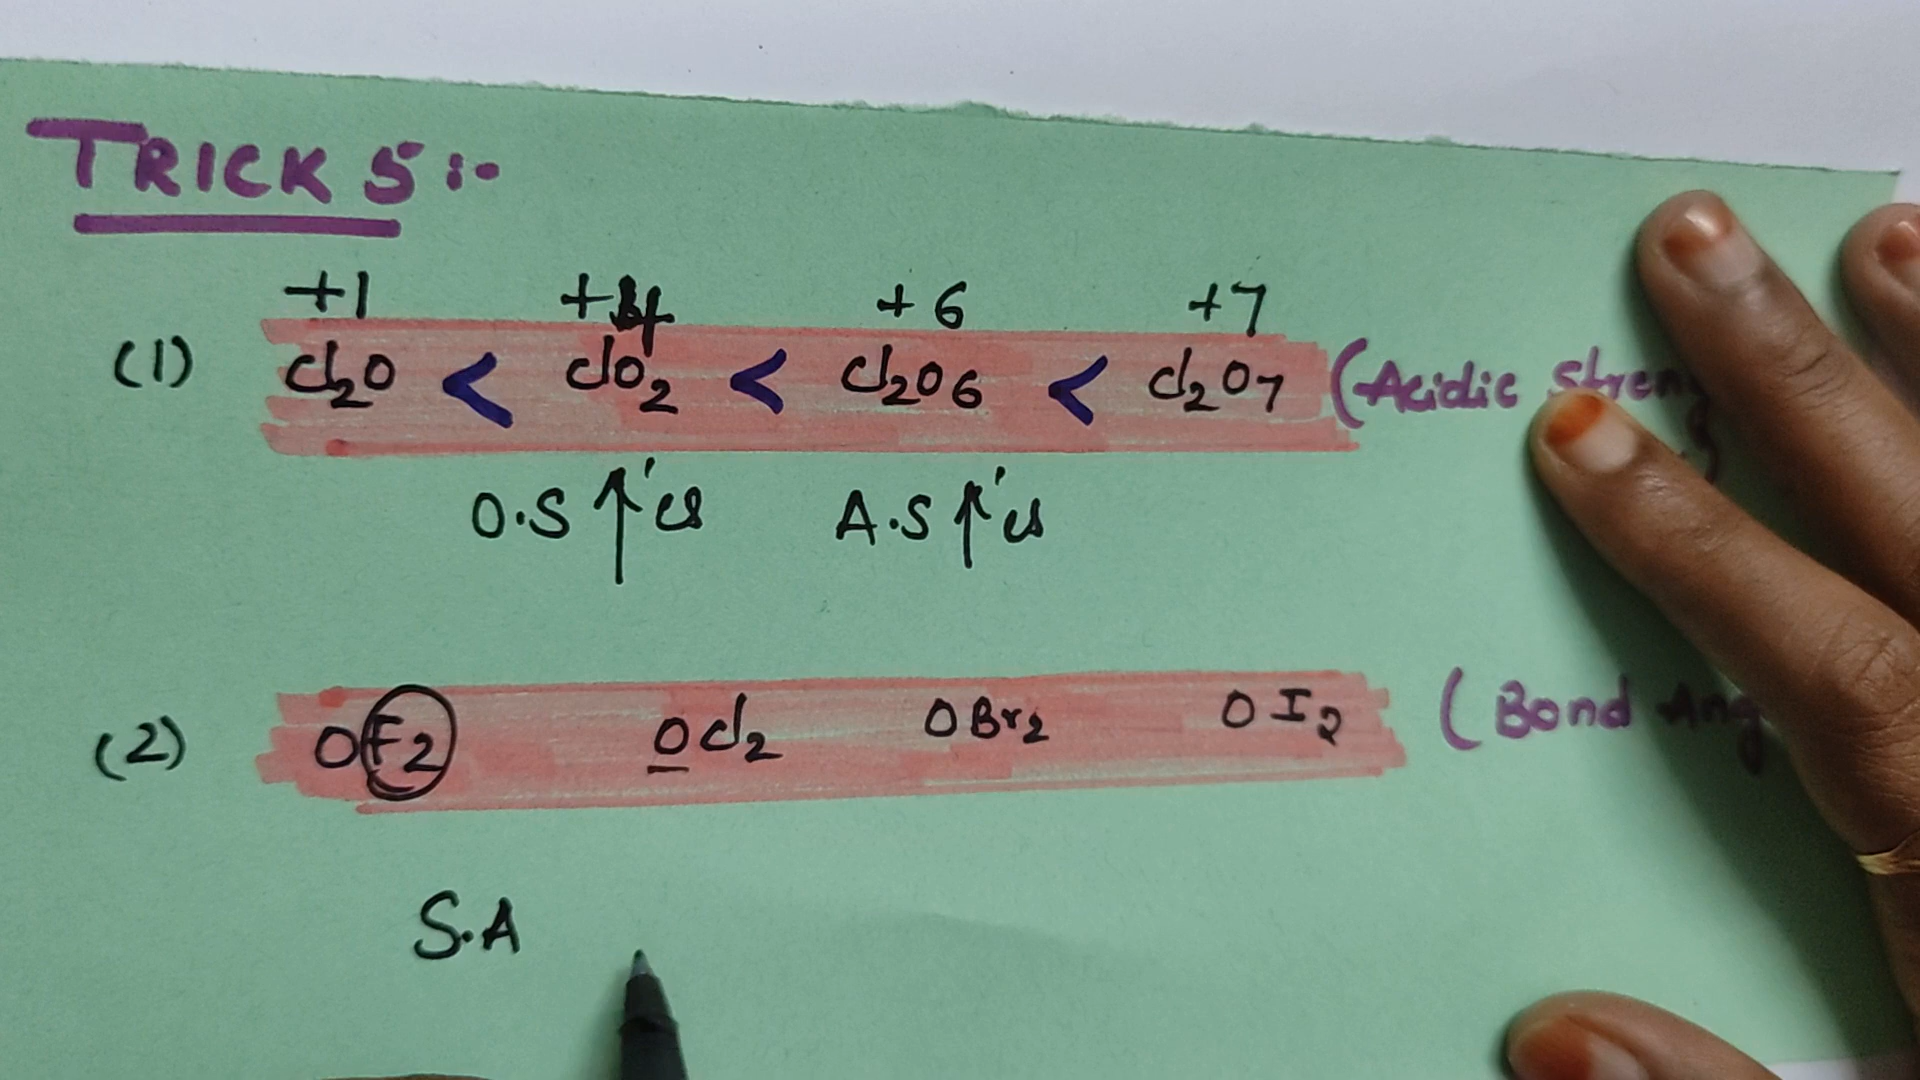 TRICK 5:-
+1 +4 +6 +7
(1) Cl2O < ClO2 < Cl2O6 < Cl2O7 (Acidic
O.S ↑'es A.S ↑'es
(2) OF2 OCl2 OBr2 OI2 (Bond
S.A